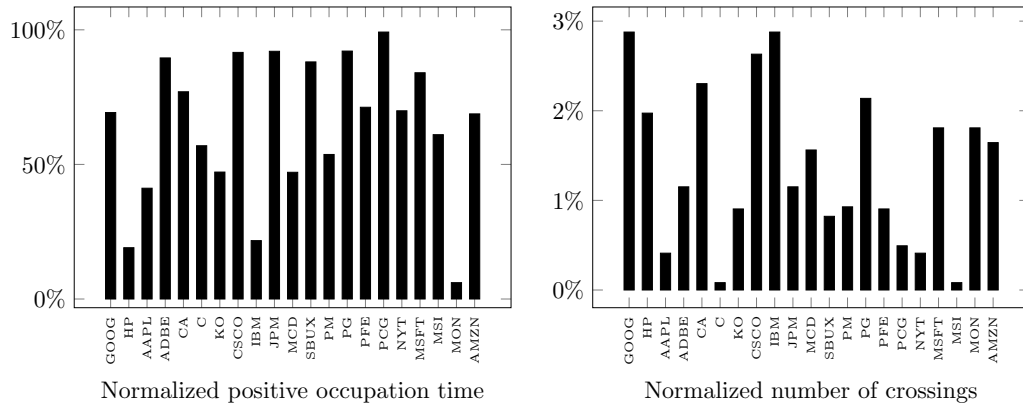 100%
50%
0%
GOOG
HP
AAPL
ADBE
CA
C
KO
CSCO
IBM
JPM
MCD
SBUX
PM
PG
PFE
PCG
NYT
MSFT
MSI
MON
AMZN
Normalized positive occupation time
3%
2%
1%
0%
GOOG
HP
AAPL
ADBE
CA
C
KO
CSCO
IBM
JPM
MCD
SBUX
PM
PG
PFE
PCG
NYT
MSFT
MSI
MON
AMZN
Normalized number of crossings